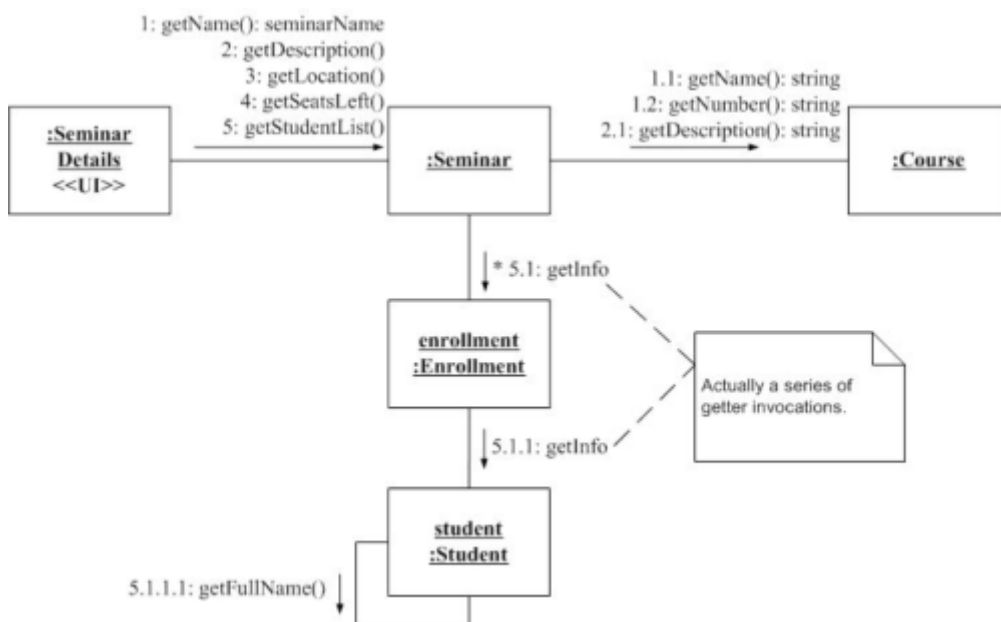 1: getName(): seminarName
2: getDescription()
3: getLocation()
4: getSeatsLeft()
5: getStudentList()
1.1: getName(): string
1.2: getNumber(): string
2.1: getDescription(): string
:Seminar
Details
<<UI>>
:Seminar
:Course
* 5.1: getInfo
enrollment
:Enrollment
Actually a series of
getter invocations.
5.1.1: getInfo
student
:Student
5.1.1.1: getFullName()